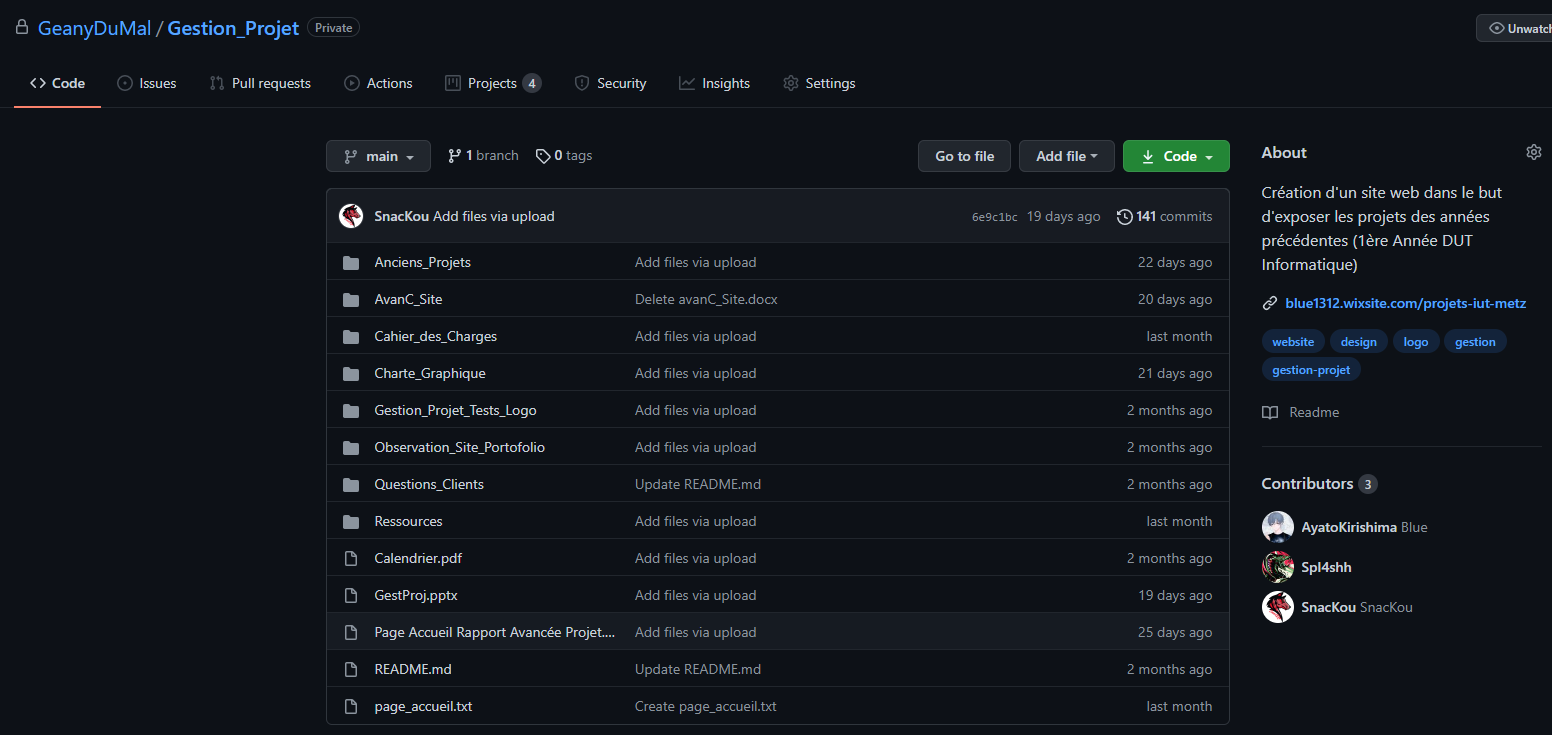 GeanyDuMal / Gestion_Projet Private
Unwatch
Code Issues Pull requests Actions Projects 4 Security Insights Settings
main 1 branch 0 tags Go to file Add file Code
SnacKou Add files via upload 6e9c1bc 19 days ago 141 commits
Anciens_Projets Add files via upload 22 days ago
AvanC_Site Delete avanC_Site.docx 20 days ago
Cahier_des_Charges Add files via upload last month
Charte_Graphique Add files via upload 21 days ago
Gestion_Projet_Tests_Logo Add files via upload 2 months ago
Observation_Site_Portofolio Add files via upload 2 months ago
Questions_Clients Update README.md 2 months ago
Ressources Add files via upload last month
Calendrier.pdf Add files via upload 2 months ago
GestProj.pptx Add files via upload 19 days ago
Page Accueil Rapport Avancée Projet.... Add files via upload 25 days ago
README.md Update README.md 2 months ago
page_accueil.txt Create page_accueil.txt last month
About
Création d'un site web dans le but
d'exposer les projets des années
précédentes (1ère Année DUT
Informatique)
blue1312.wixsite.com/projets-iut-metz
website design logo gestion
gestion-projet
Readme
Contributors 3
AyatoKirishima Blue
Spl4shh
SnacKou SnacKou